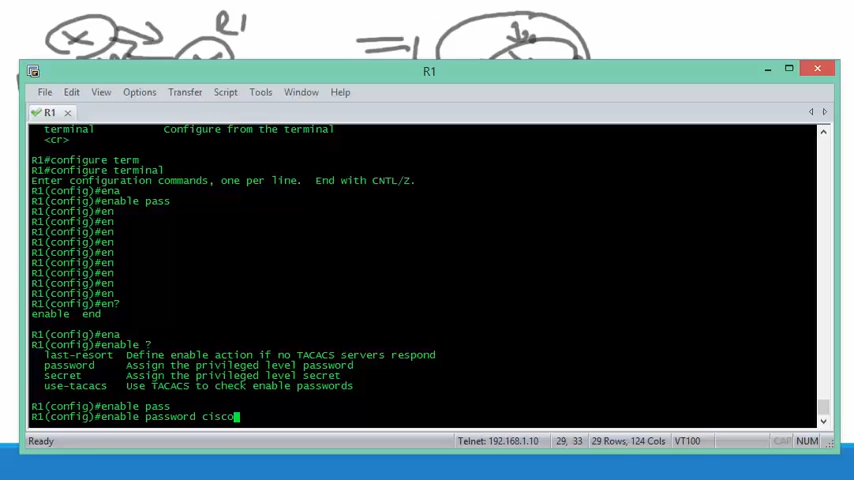 R1
R1
File Edit View Options Transfer Script Tools Window Help
R1
terminal Configure from the terminal
<cr>
R1#configure term
R1#configure terminal
Enter configuration commands, one per line. End with CNTL/Z.
R1(config)#ena
R1(config)#enable pass
R1(config)#en
R1(config)#en
R1(config)#en
R1(config)#en
R1(config)#en
R1(config)#en
R1(config)#en
R1(config)#en
R1(config)#en?
enable end
R1(config)#ena
R1(config)#enable ?
last-resort Define enable action if no TACACS servers respond
password Assign the privileged level password
secret Assign the privileged level secret
use-tacacs Use TACACS to check enable passwords
R1(config)#enable pass
R1(config)#enable password cisco
Ready Telnet: 192.168.1.10 29, 33 29 Rows, 124 Cols VT100 CAP NUM